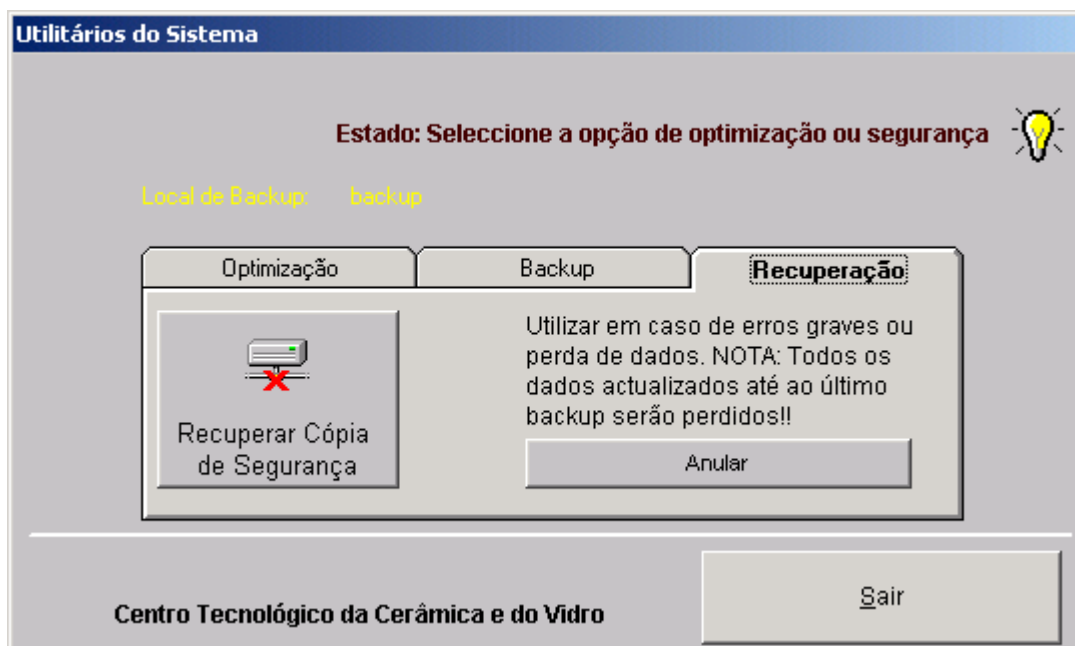 Utilitários do Sistema
Estado: Seleccione a opção de optimização ou segurança
Local de Backup: backup
Optimização Backup Recuperação
Utilizar em caso de erros graves ou
perda de dados. NOTA: Todos os
dados actualizados até ao último
backup serão perdidos!!
Recuperar Cópia
de Segurança
Anular
Centro Tecnológico da Cerâmica e do Vidro
Sair